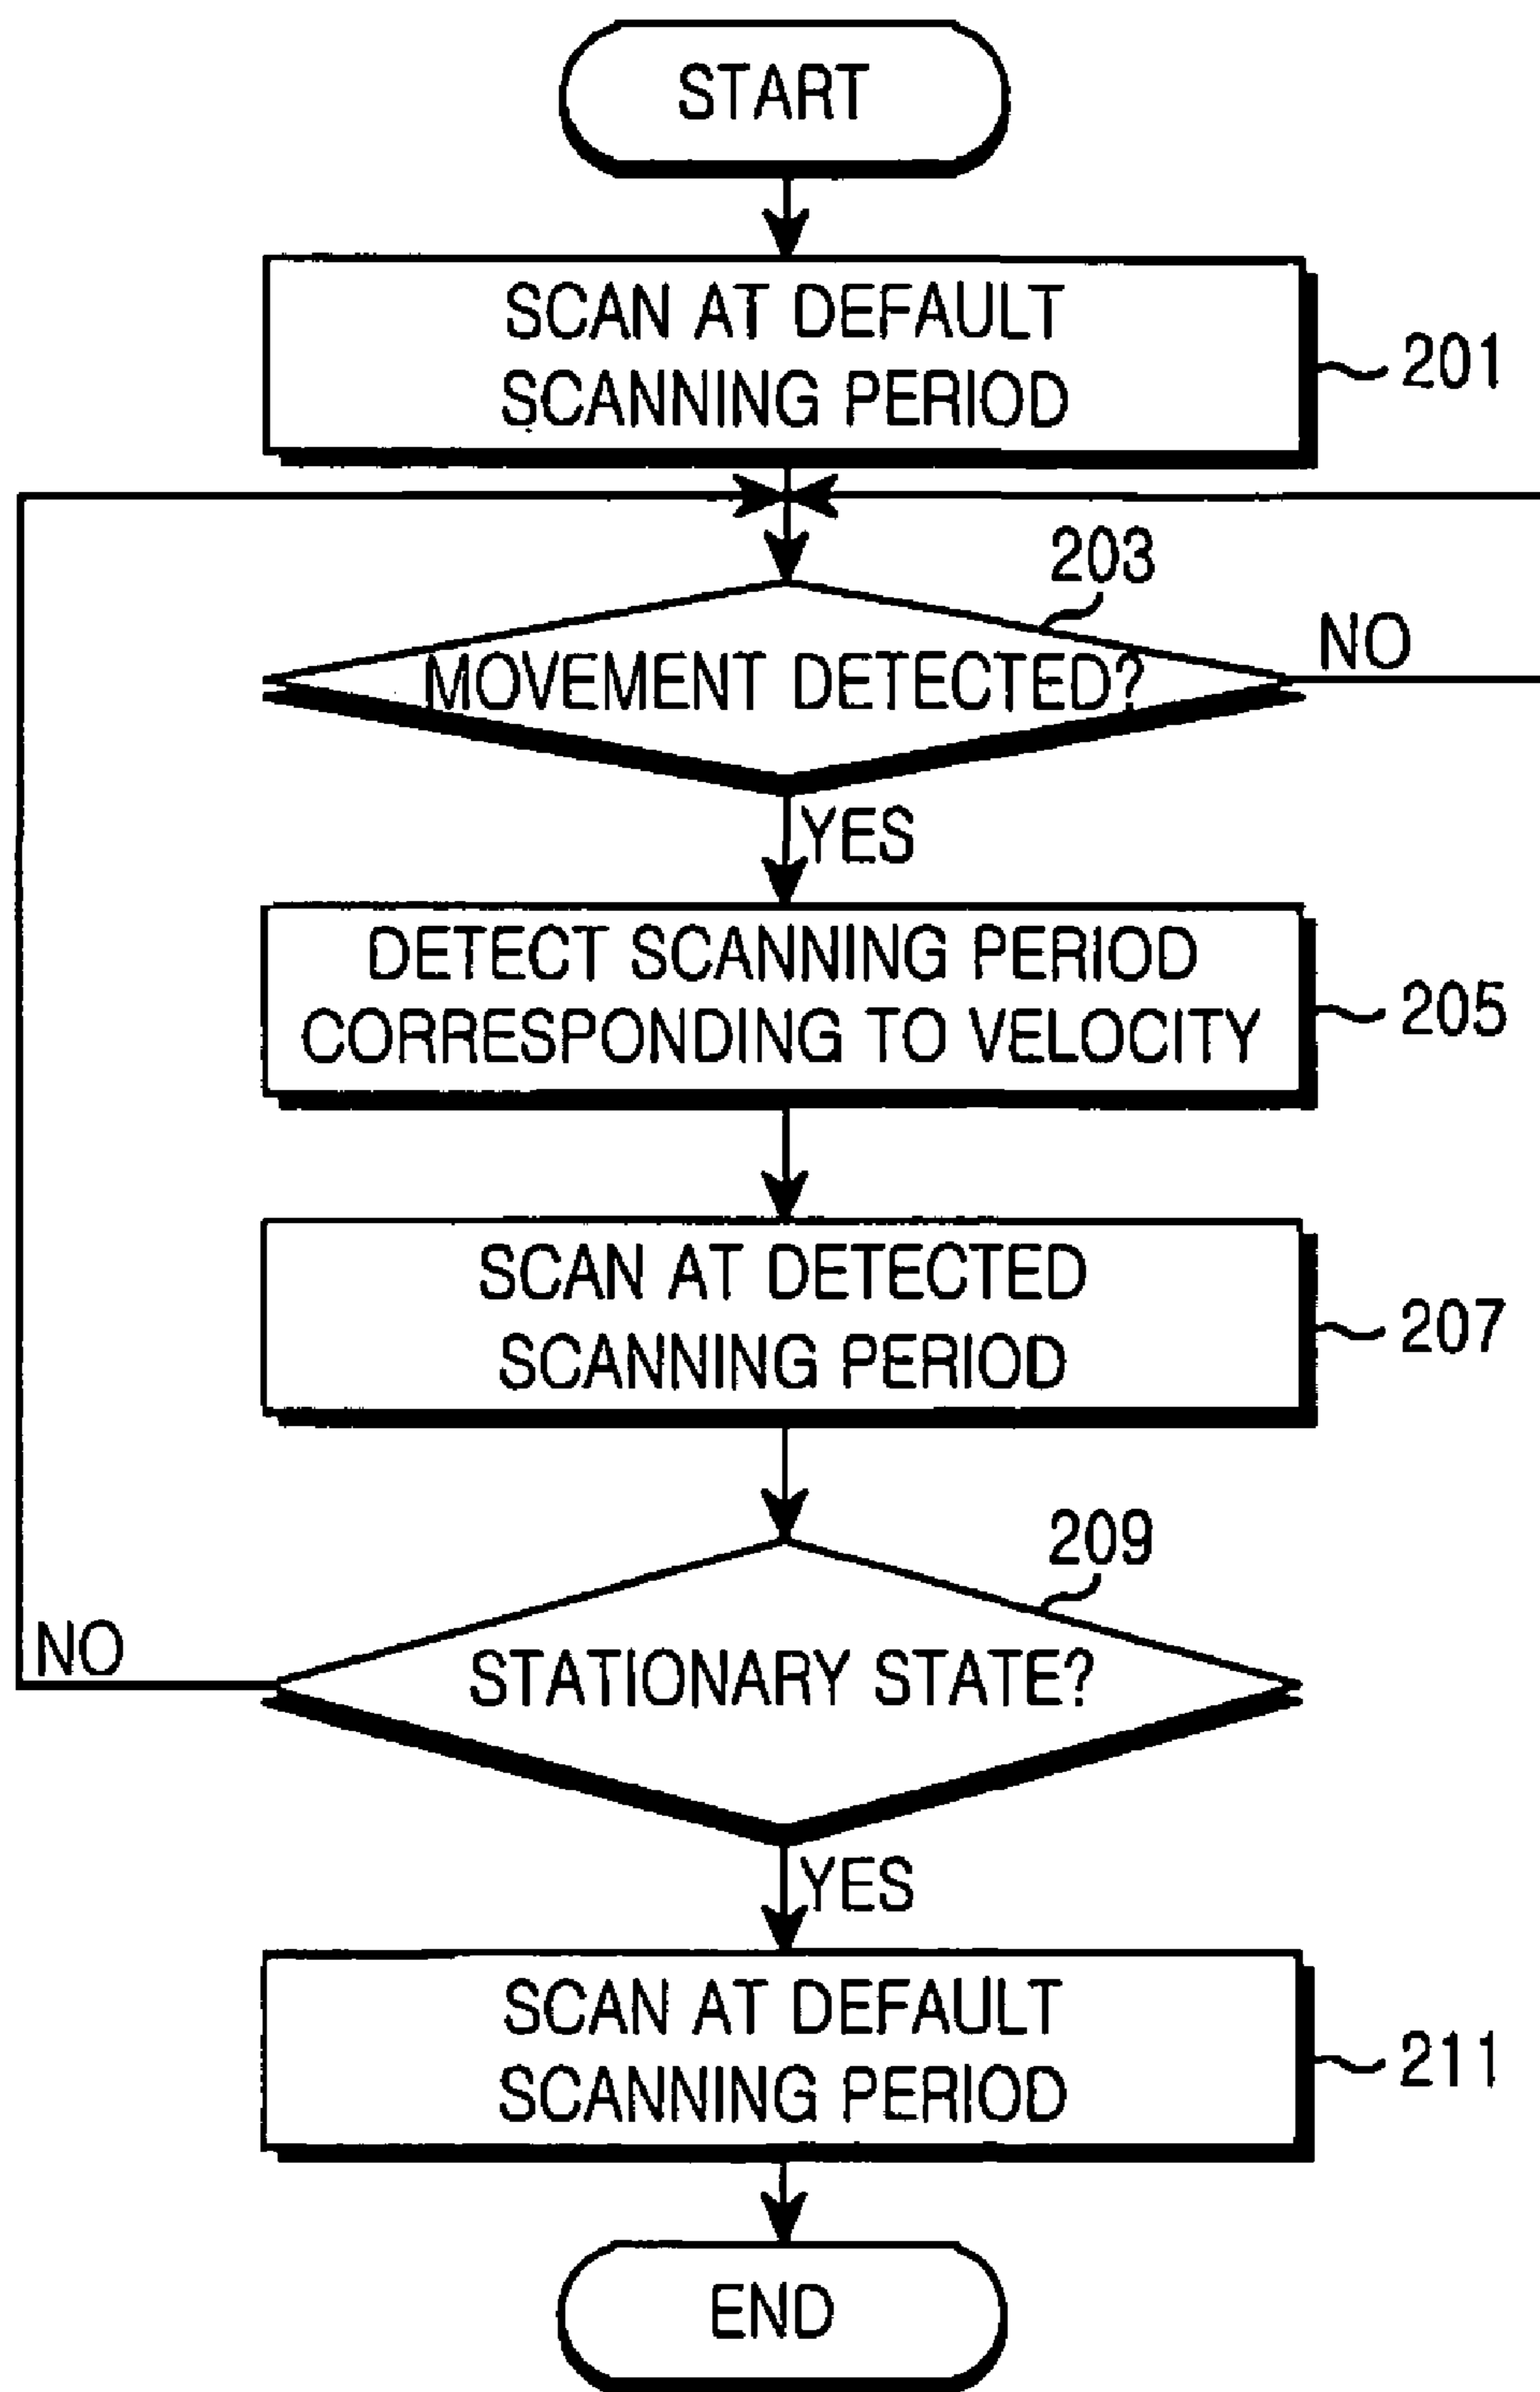 START
SCAN AT DEFAULT
SCANNING PERIOD
201
203
MOVEMENT DETECTED?
NO
YES
DETECT SCANNING PERIOD
CORRESPONDING TO VELOCITY
205
SCAN AT DETECTED
SCANNING PERIOD
207
209
STATIONARY STATE?
NO
YES
SCAN AT DEFAULT
SCANNING PERIOD
211
END